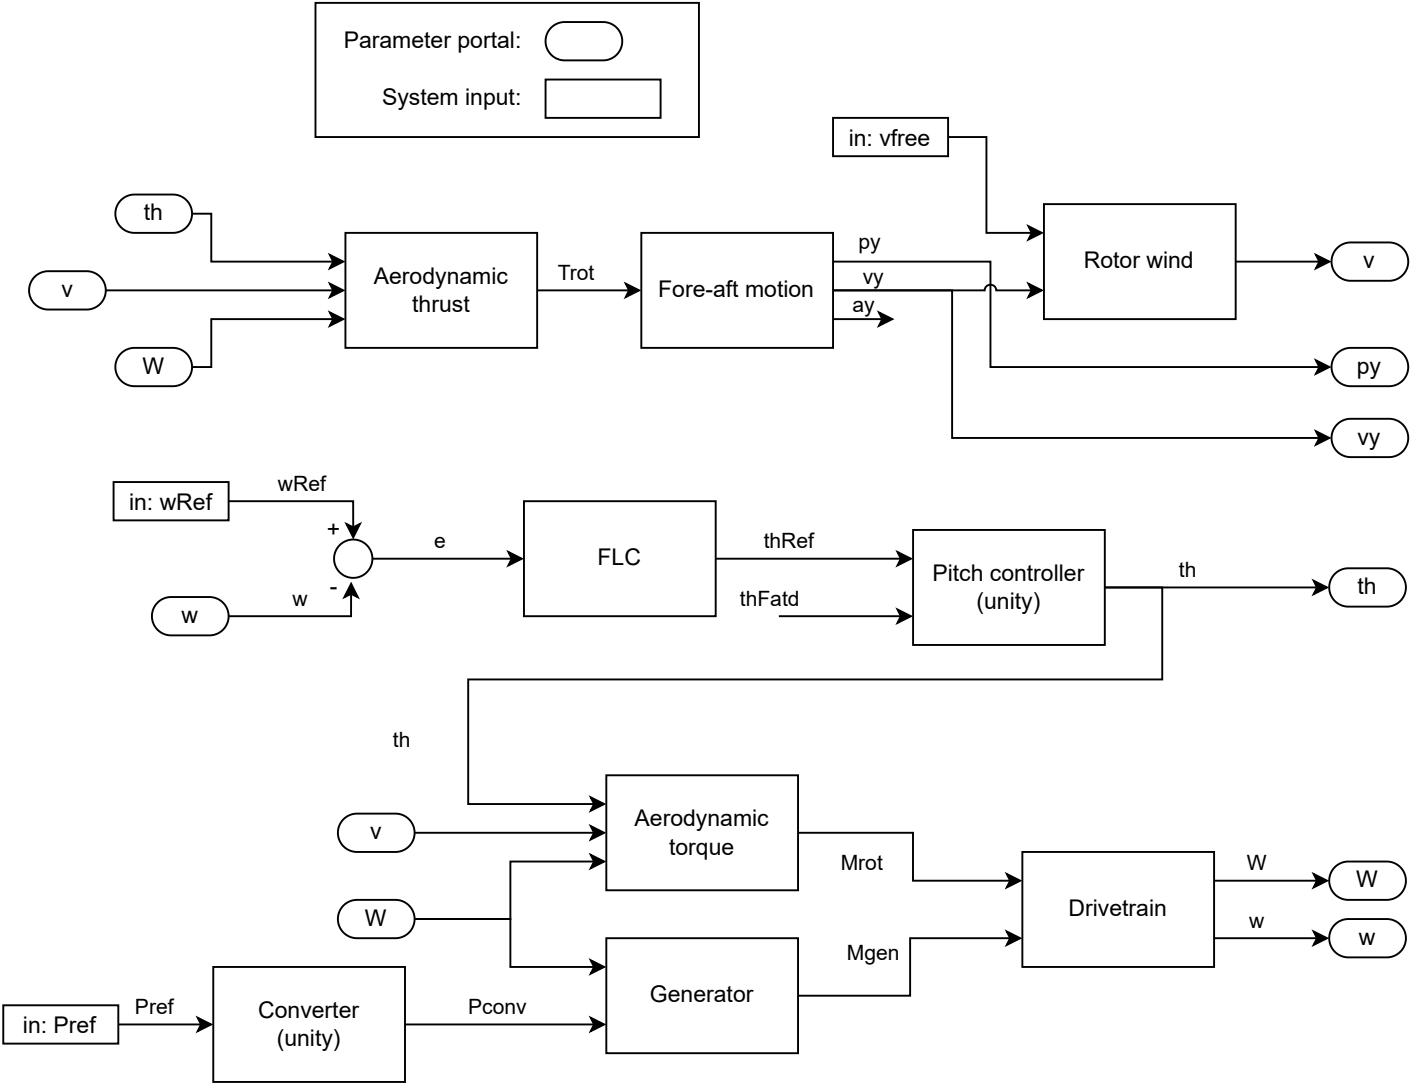 Parameter portal:
System input:
in: vfree
th
v
W
Aerodynamic
thrust
Trot
Fore-aft motion
py
vy
ay
Rotor wind
v
py
vy
in: wRef
wRef
+
-
w
w
e
FLC
thRef
thFatd
Pitch controller
(unity)
th
th
th
v
W
Aerodynamic
torque
Mrot
Drivetrain
W
W
w
w
in: Pref
Pref
Converter
(unity)
Pconv
Generator
Mgen